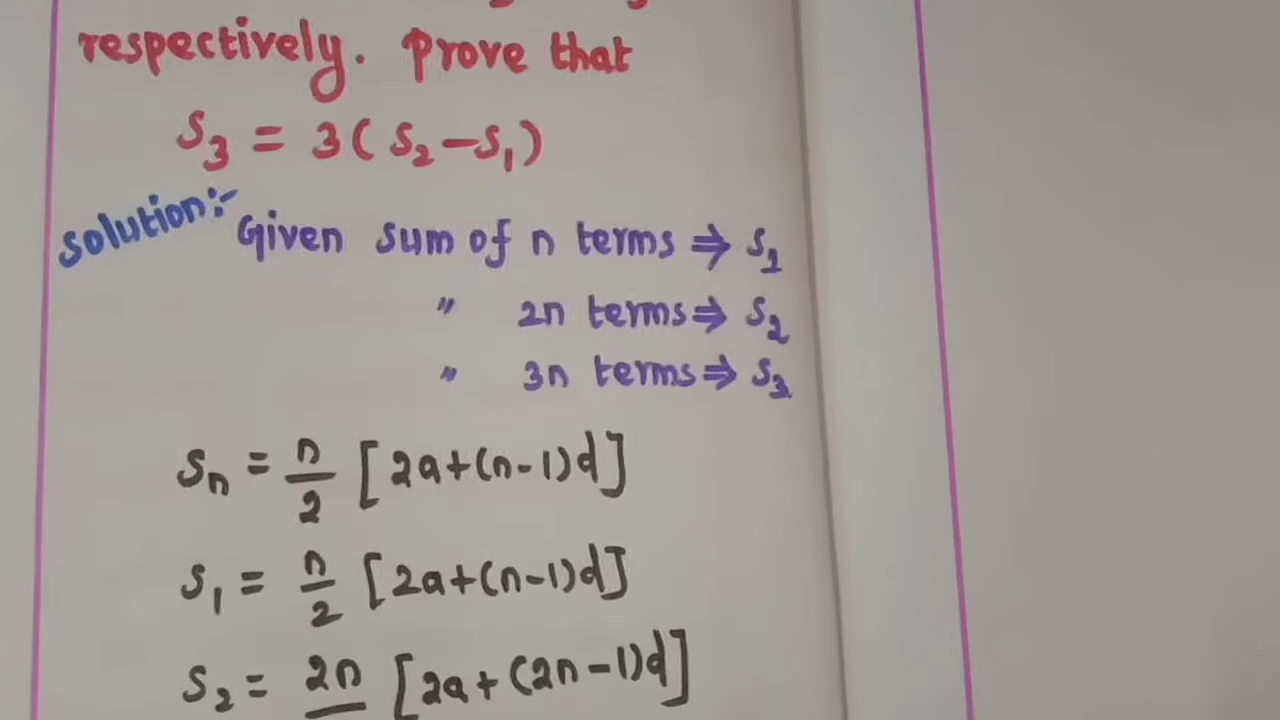 respectively. Prove that
S₃ = 3(S₂-S₁)
Solution:- Given sum of n terms ⇒ S₁
" 2n terms ⇒ S₂
" 3n terms ⇒ S₃
Sₙ = n/2 [2a+(n-1)d]
S₁ = n/2 [2a+(n-1)d]
S₂ = 2n [2a+(2n-1)d]